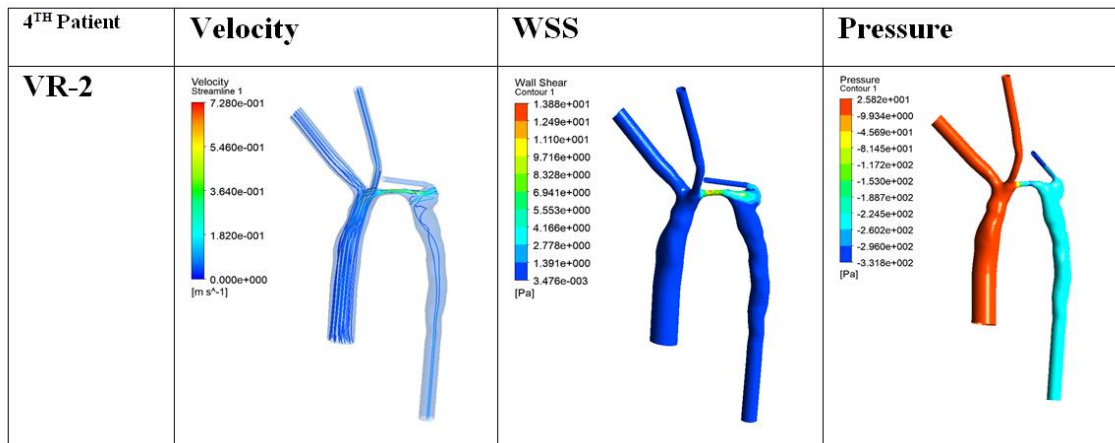 4TH Patient
Velocity
WSS
Pressure
VR-2
Velocity
Streamline 1
7.280e-001
5.460e-001
3.640e-001
1.820e-001
0.000e+000
[m s^-1]
Wall Shear
Contour 1
1.388e+001
1.249e+001
1.110e+001
9.716e+000
8.328e+000
6.941e+000
5.553e+000
4.166e+000
2.778e+000
1.391e+000
3.476e-003
[Pa]
Pressure
Contour 1
2.582e+001
-9.934e+000
-4.569e+001
-8.145e+001
-1.172e+002
-1.530e+002
-1.887e+002
-2.245e+002
-2.602e+002
-2.960e+002
-3.318e+002
[Pa]